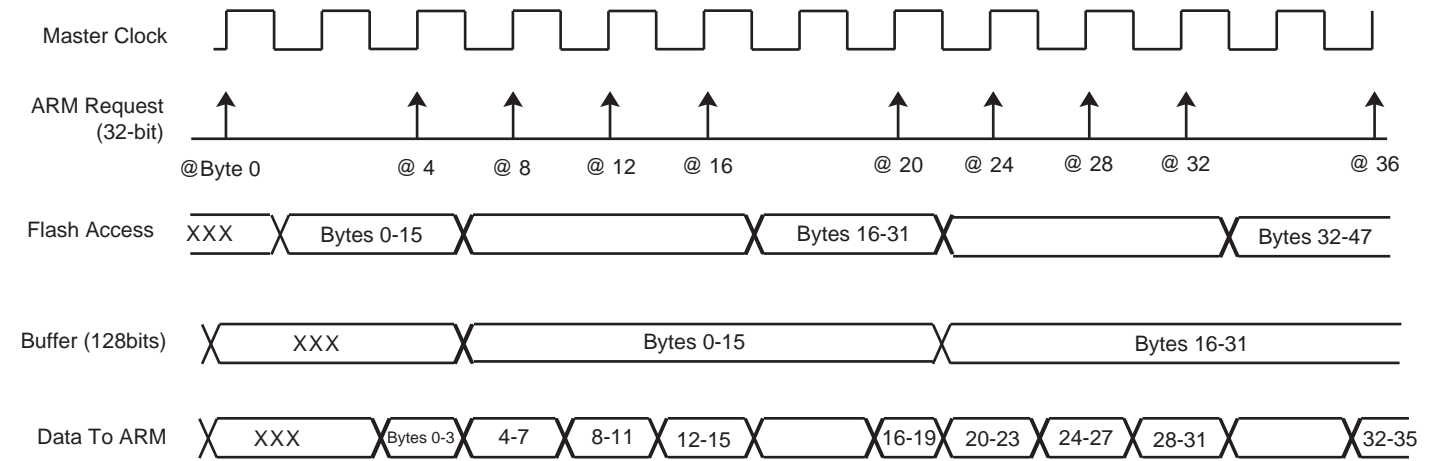 Master Clock
ARM Request
(32-bit)
@Byte 0
@ 4
@ 8
@ 12
@ 16
@ 20
@ 24
@ 28
@ 32
@ 36
Flash Access
XXX
Bytes 0-15
Bytes 16-31
Bytes 32-47
Buffer (128bits)
XXX
Bytes 0-15
Bytes 16-31
Data To ARM
XXX
Bytes 0-3
4-7
8-11
12-15
16-19
20-23
24-27
28-31
32-35